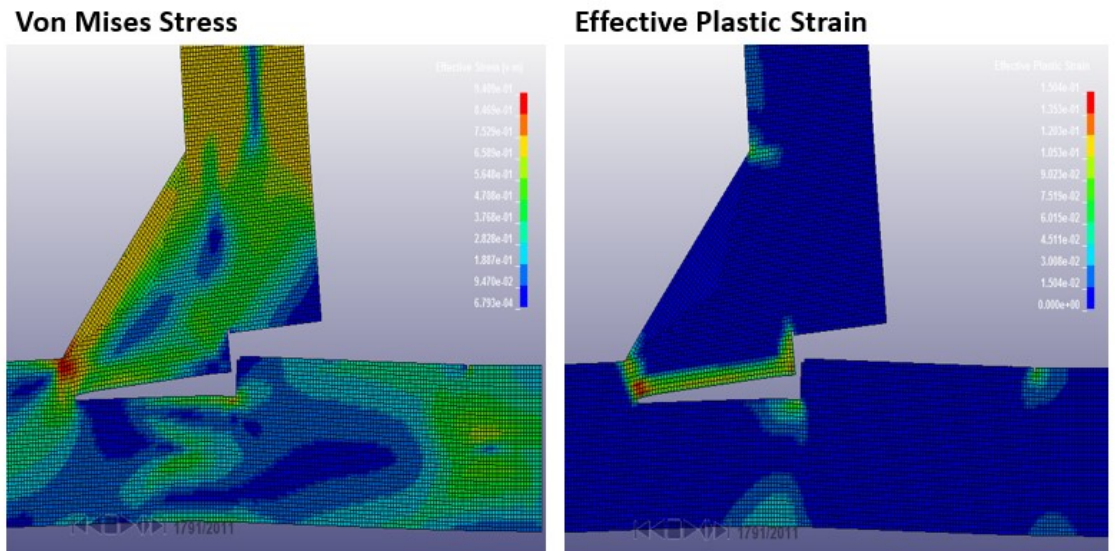 Von Mises Stress
Effective Plastic Strain
Effective Stress (v-m)
9.409e-01
8.469e-01
7.529e-01
6.589e-01
5.648e-01
4.708e-01
3.768e-01
2.828e-01
1.887e-01
9.470e-02
6.793e-04
1791/2011
Effective Plastic Strain
1.504e-01
1.353e-01
1.203e-01
1.053e-01
9.023e-02
7.519e-02
6.015e-02
4.511e-02
3.008e-02
1.504e-02
0.000e+00
1791/2011